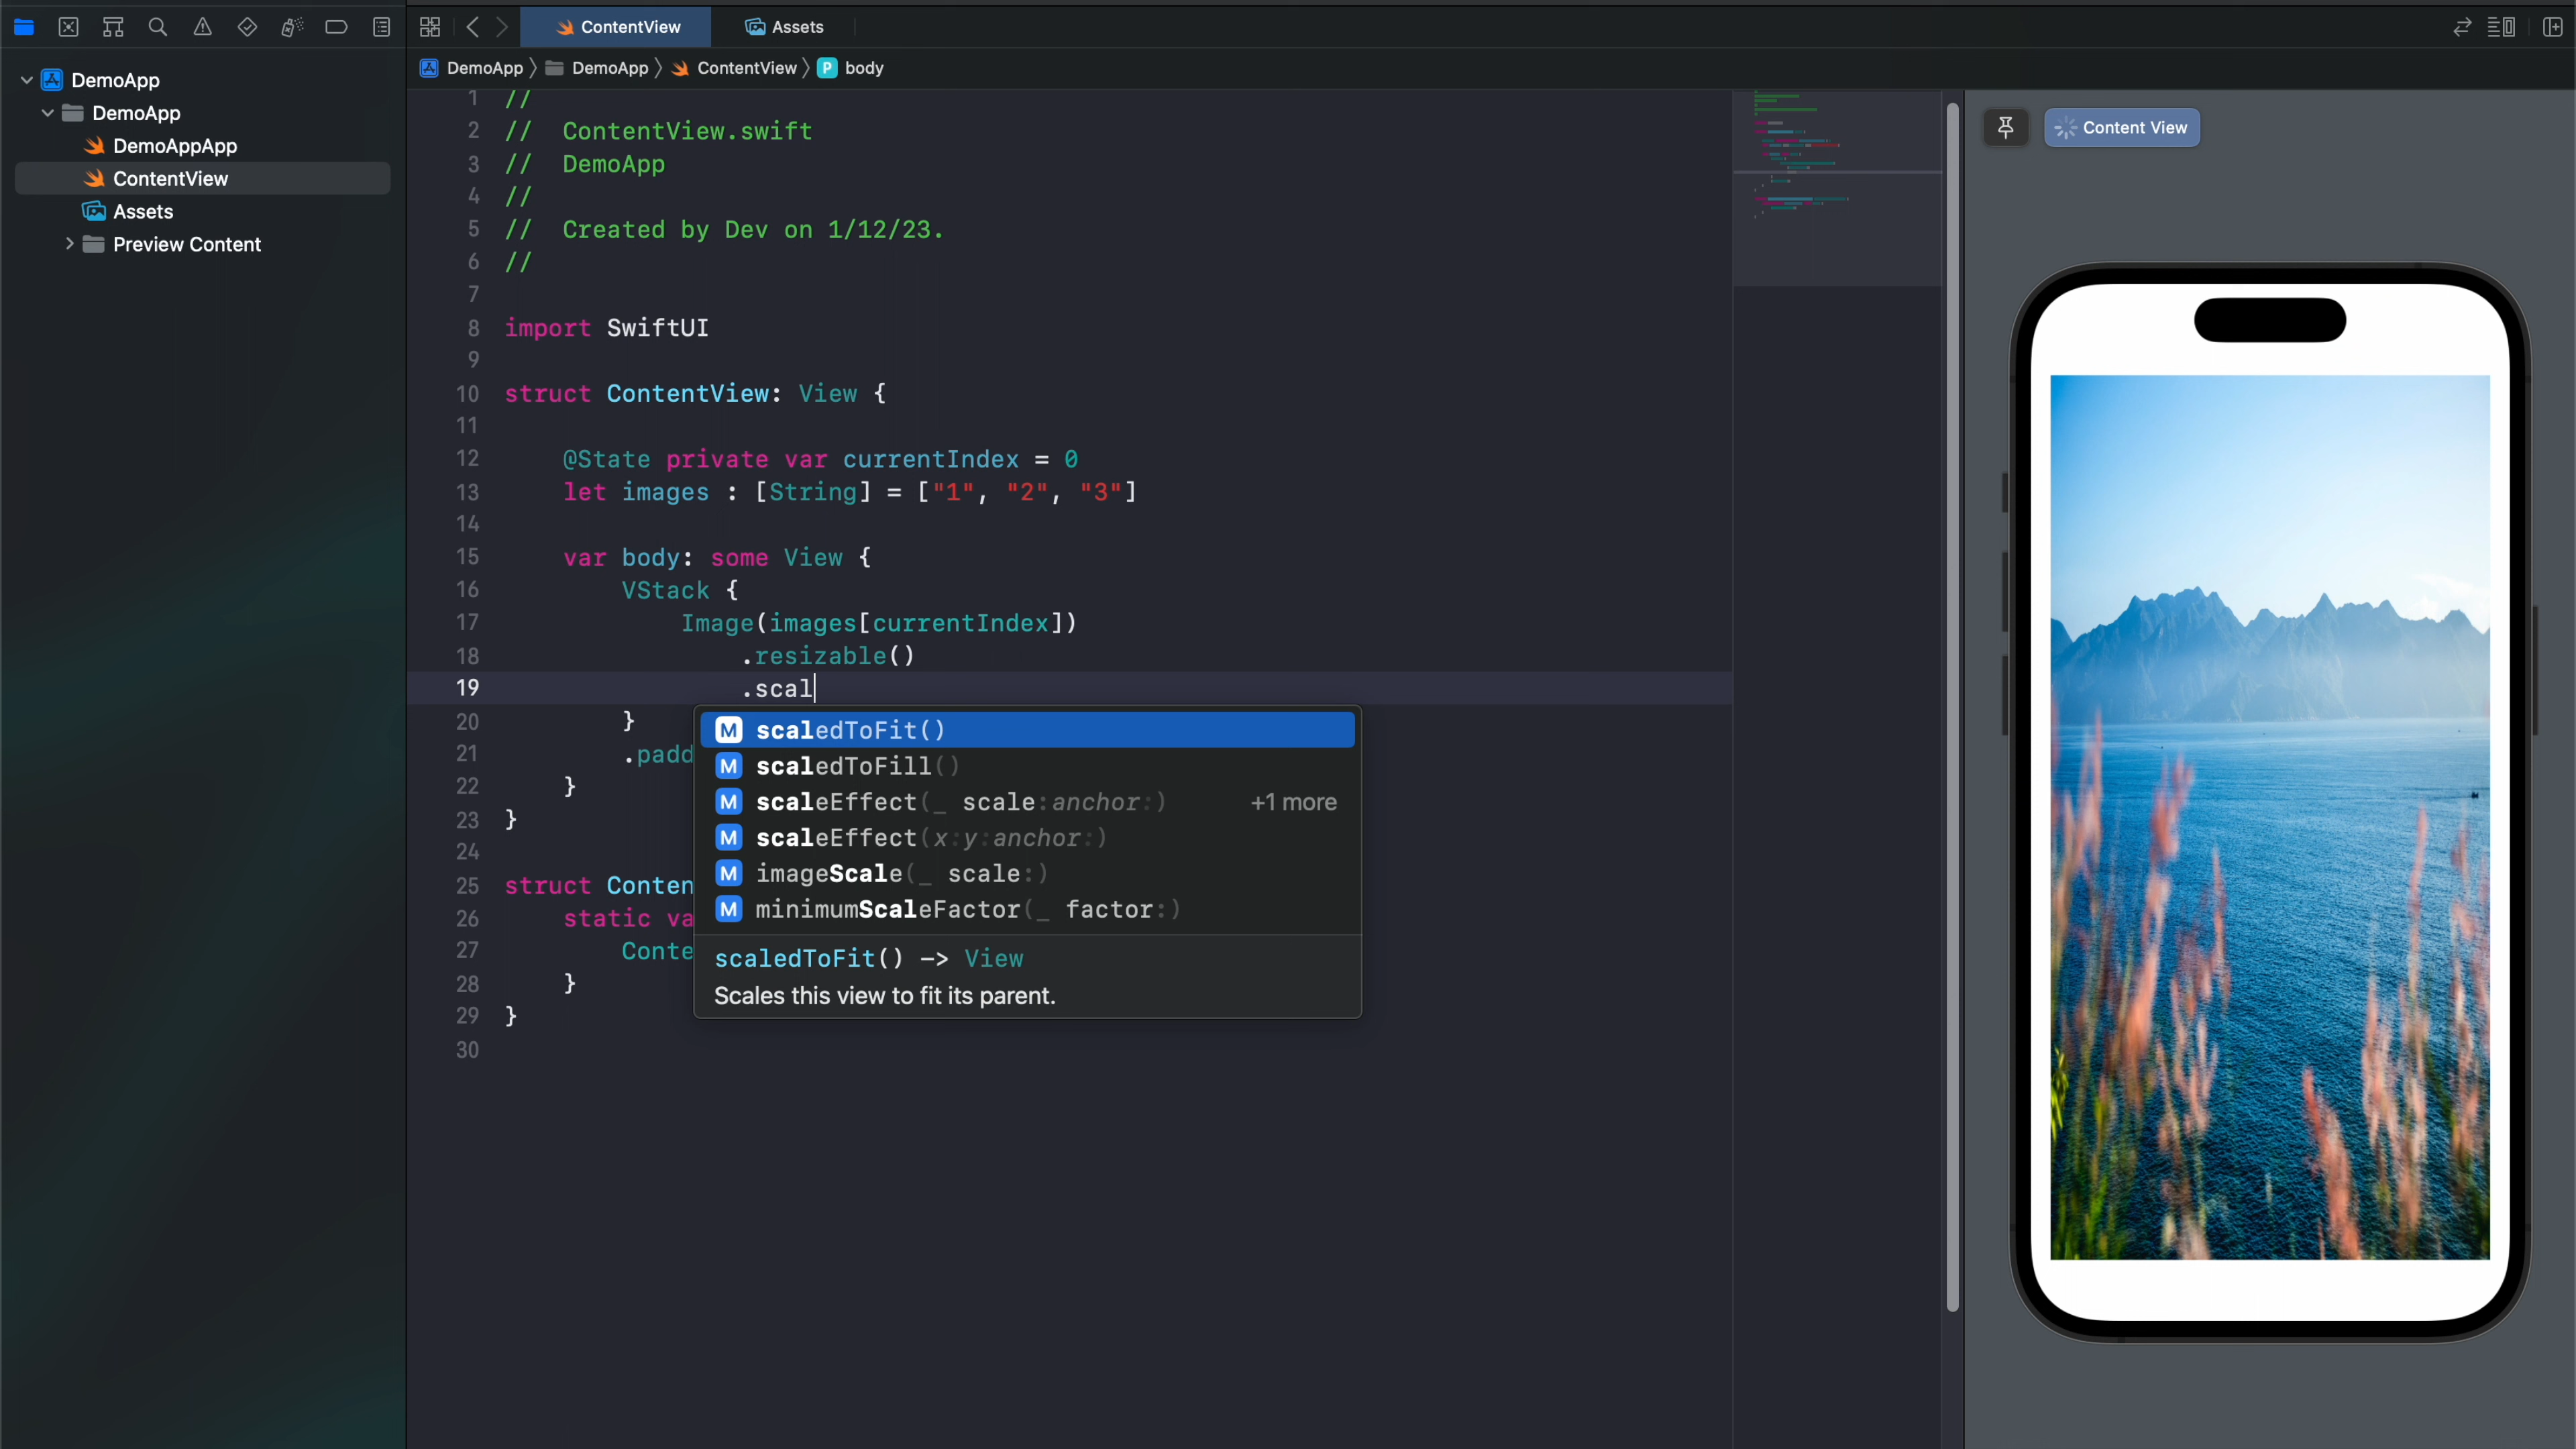 ContentView
Assets
DemoApp
DemoApp
DemoAppApp
ContentView
Assets
Preview Content
DemoApp 〉 DemoApp 〉 ContentView 〉 P body
1 //
2 //  ContentView.swift
3 //  DemoApp
4 //
5 //  Created by Dev on 1/12/23.
6 //
7
8 import SwiftUI
9
10 struct ContentView: View {
11
12     @State private var currentIndex = 0
13     let images : [String] = ["1", "2", "3"]
14
15     var body: some View {
16         VStack {
17             Image(images[currentIndex])
18                 .resizable()
19                 .scal
20         }
21         .padd
22     }
23 }
24
25 struct Conten
26     static va
27         Conte
28     }
29 }
30
M scaledToFit()
M scaledToFill()
M scaleEffect(_ scale:anchor:) +1 more
M scaleEffect(x:y:anchor:)
M imageScale(_ scale:)
M minimumScaleFactor(_ factor:)
scaledToFit() -> View
Scales this view to fit its parent.
Content View